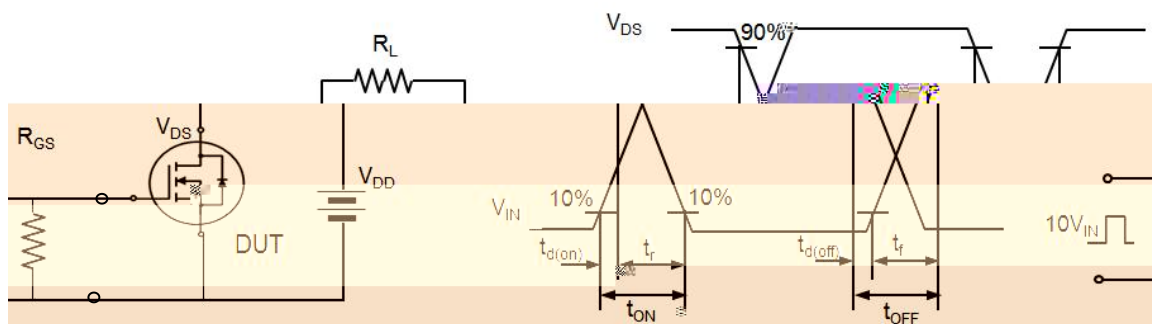 V_DS
90%
R_L
R_GS
V_DS
V_DD
DUT
V_IN
10%
10%
10V_IN
t_d(on)
t_r
t_d(off)
t_f
t_ON
t_OFF